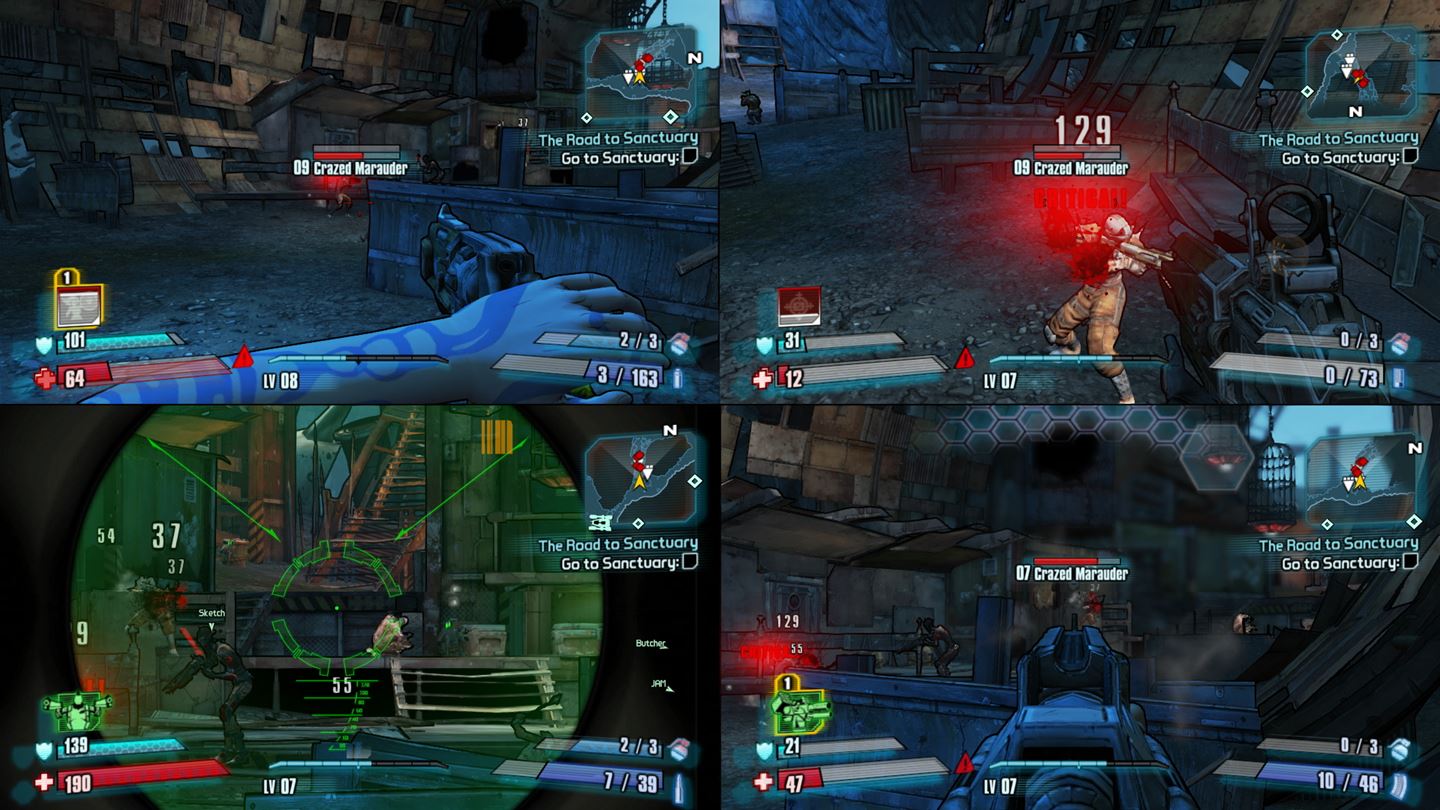 N
37
The Road to Sanctuary
Go to Sanctuary:
09 Crazed Marauder
1
101
64
LV 08
2 / 3
3 / 163
N
129
The Road to Sanctuary
Go to Sanctuary:
09 Crazed Marauder
CRITICAL!
31
12
LV 07
0 / 3
0 / 73
N
54
37
37
The Road to Sanctuary
Go to Sanctuary:
Sketch
9
Butcher
JAM
55
139
190
LV 07
2 / 3
7 / 39
N
The Road to Sanctuary
Go to Sanctuary:
07 Crazed Marauder
129
55
1
21
47
LV 07
0 / 3
10 / 46